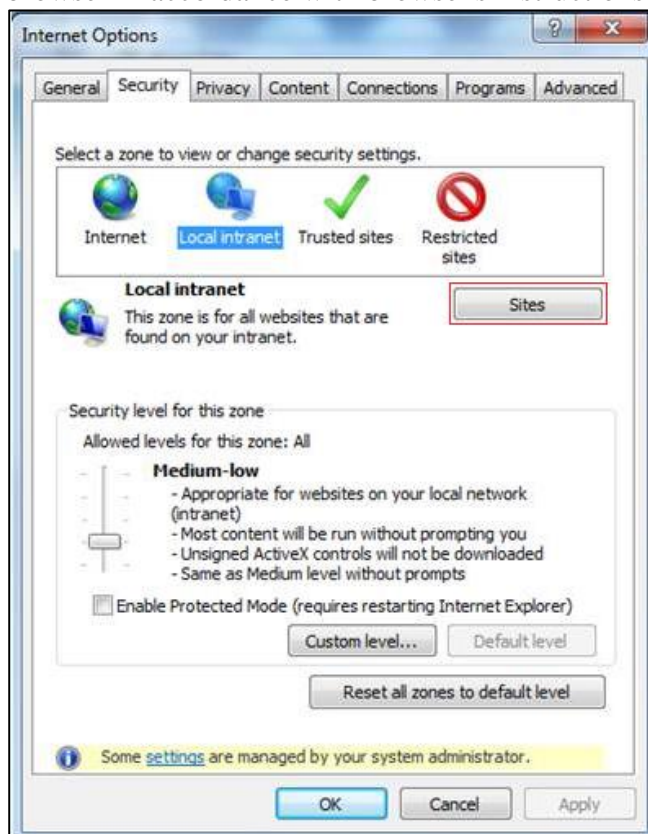 Internet Options
General Security Privacy Content Connections Programs Advanced
Select a zone to view or change security settings.
Internet Local intranet Trusted sites Restricted
sites
Local intranet
Sites
This zone is for all websites that are
found on your intranet.
Security level for this zone
Allowed levels for this zone: All
Medium-low
- Appropriate for websites on your local network
(intranet)
- Most content will be run without prompting you
- Unsigned ActiveX controls will not be downloaded
- Same as Medium level without prompts
Enable Protected Mode (requires restarting Internet Explorer)
Custom level... Default level
Reset all zones to default level
Some settings are managed by your system administrator.
OK Cancel Apply